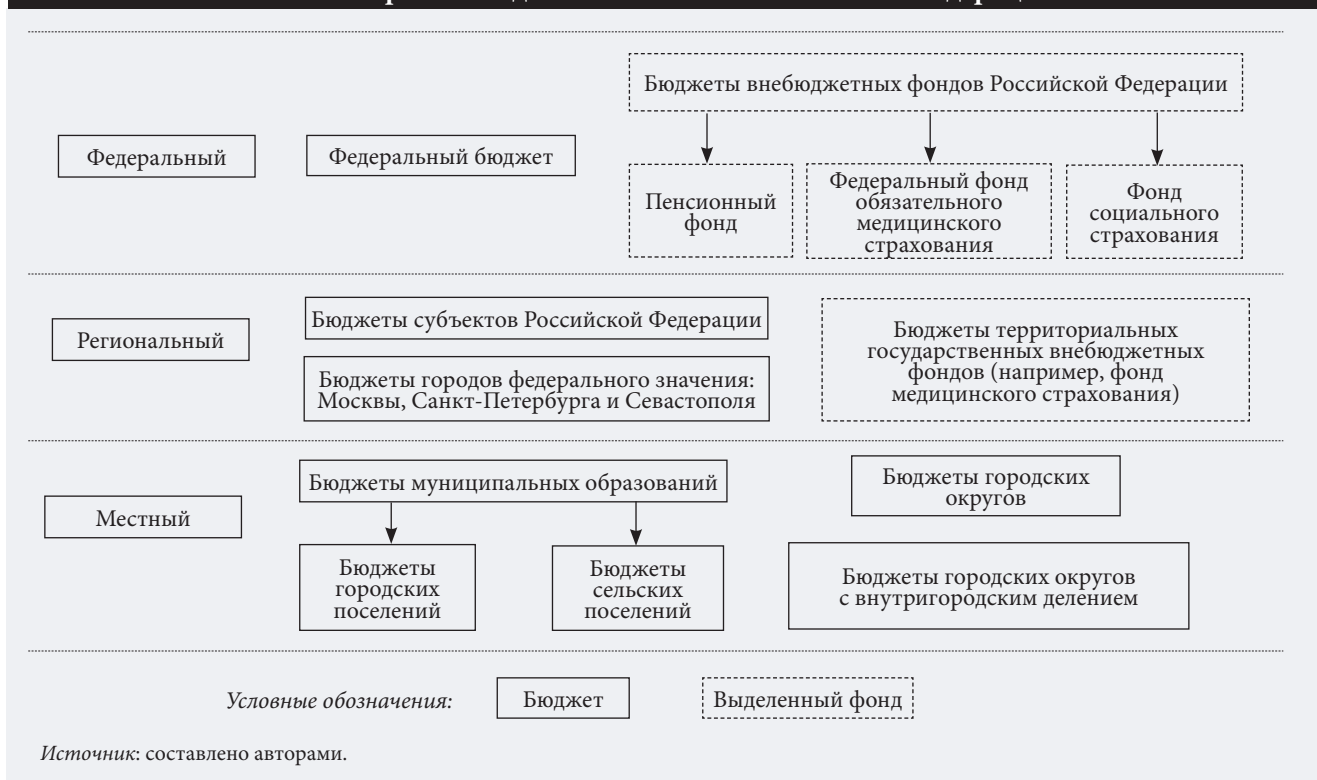 Бюджеты внебюджетных фондов Российской Федерации
Федеральный
Федеральный бюджет
Пенсионный
фонд
Федеральный фонд
обязательного
медицинского
страхования
Фонд
социального
страхования
Региональный
Бюджеты субъектов Российской Федерации
Бюджеты городов федерального значения:
Москвы, Санкт-Петербурга и Севастополя
Бюджеты территориальных
государственных внебюджетных
фондов (например, фонд
медицинского страхования)
Местный
Бюджеты муниципальных образований
Бюджеты
городских
поселений
Бюджеты
сельских
поселений
Бюджеты городских
округов
Бюджеты городских округов
с внутригородским делением
Условные обозначения:
Бюджет
Выделенный фонд
Источник: составлено авторами.